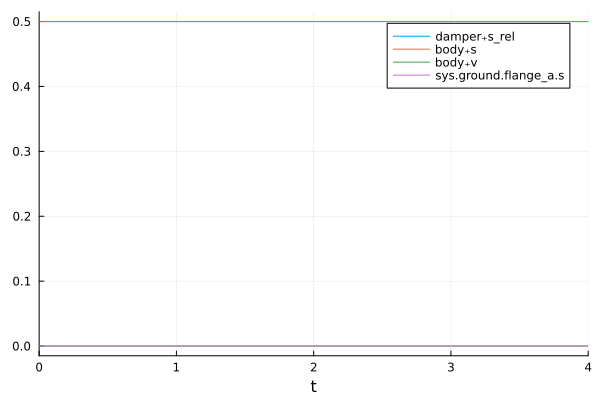 0.5
damper₊s_rel
body₊s
body₊v
sys.ground.flange_a.s
0.4
0.3
0.2
0.1
0.0
0 1 2 3 4
t